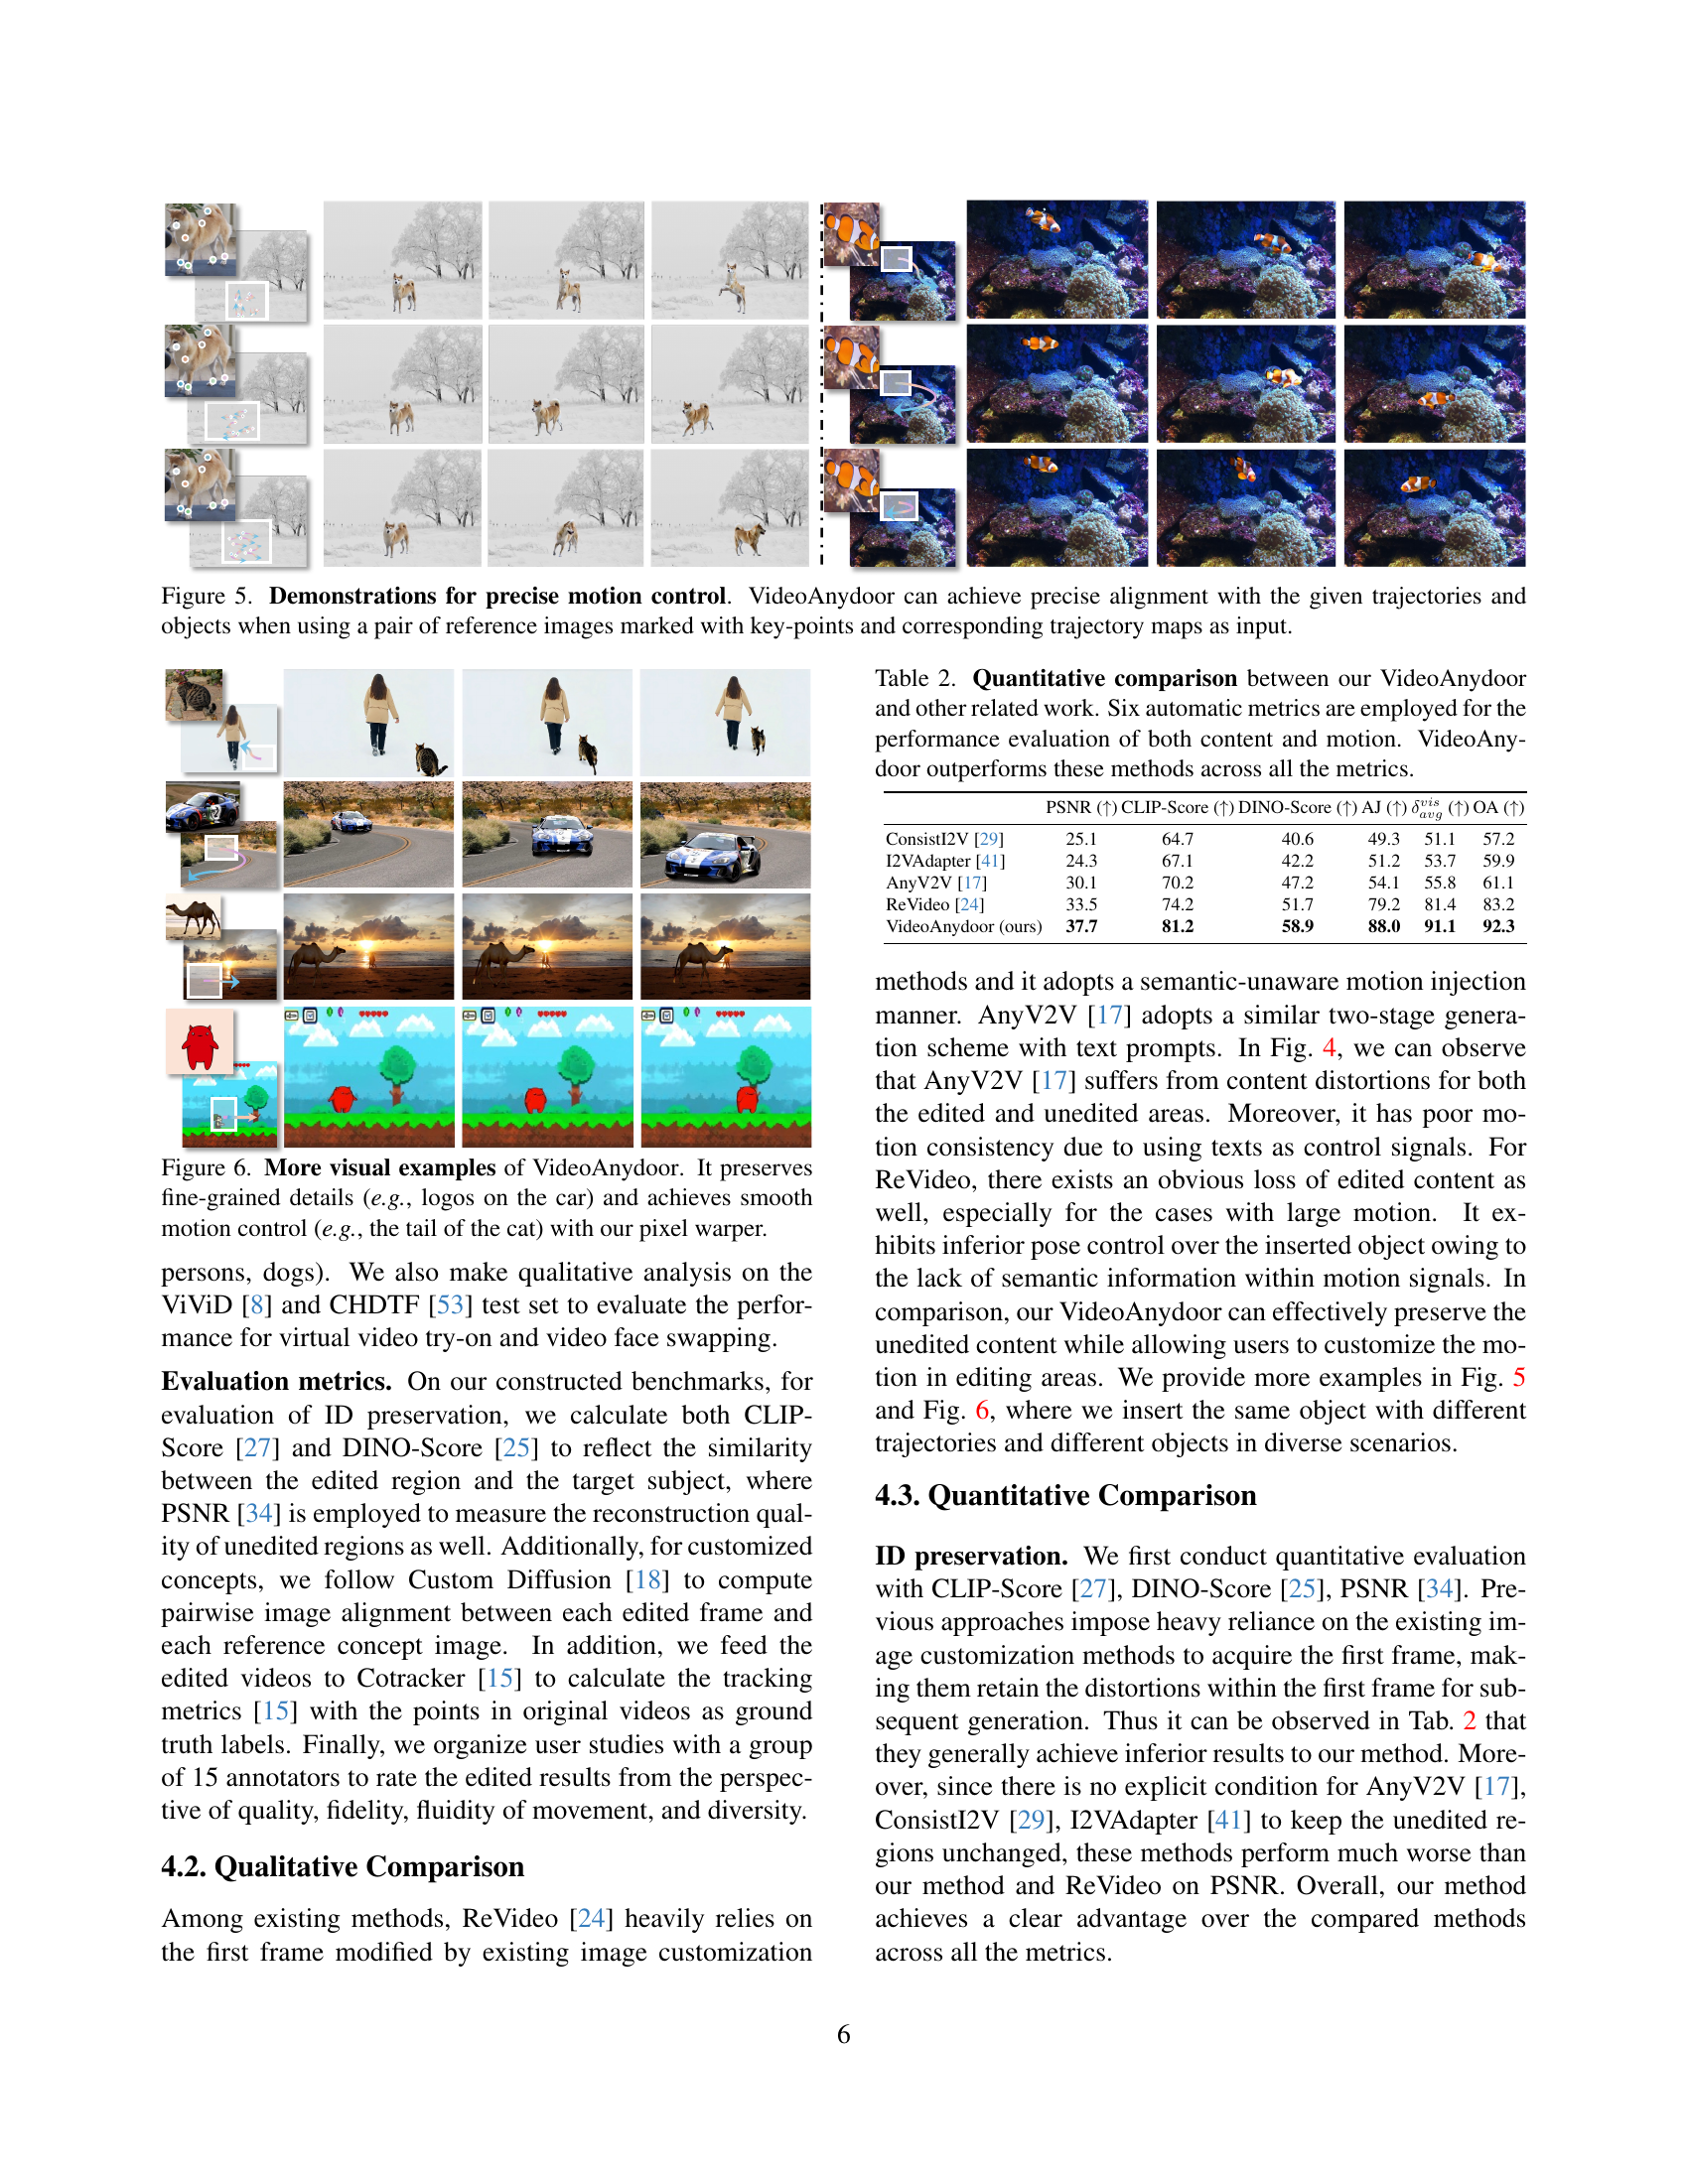 Figure 5. Demonstrations for precise motion control. VideoAnydoor can achieve precise alignment with the given trajectories and
objects when using a pair of reference images marked with key-points and corresponding trajectory maps as input.
Figure 6. More visual examples of VideoAnydoor. It preserves
fine-grained details (e.g., logos on the car) and achieves smooth
motion control (e.g., the tail of the cat) with our pixel warper.
persons, dogs). We also make qualitative analysis on the
ViViD [8] and CHDTF [53] test set to evaluate the perfor-
mance for virtual video try-on and video face swapping.
Evaluation metrics. On our constructed benchmarks, for
evaluation of ID preservation, we calculate both CLIP-
Score [27] and DINO-Score [25] to reflect the similarity
between the edited region and the target subject, where
PSNR [34] is employed to measure the reconstruction qual-
ity of unedited regions as well. Additionally, for customized
concepts, we follow Custom Diffusion [18] to compute
pairwise image alignment between each edited frame and
each reference concept image. In addition, we feed the
edited videos to Cotracker [15] to calculate the tracking
metrics [15] with the points in original videos as ground
truth labels. Finally, we organize user studies with a group
of 15 annotators to rate the edited results from the perspec-
tive of quality, fidelity, fluidity of movement, and diversity.
4.2. Qualitative Comparison
Among existing methods, ReVideo [24] heavily relies on
the first frame modified by existing image customization
Table 2. Quantitative comparison between our VideoAnydoor
and other related work. Six automatic metrics are employed for the
performance evaluation of both content and motion. VideoAny-
door outperforms these methods across all the metrics.
PSNR (↑) CLIP-Score (↑) DINO-Score (↑) AJ (↑) δ^{vis}_{avg} (↑) OA (↑)
ConsistI2V [29] 25.1 64.7 40.6 49.3 51.1 57.2
I2VAdapter [41] 24.3 67.1 42.2 51.2 53.7 59.9
AnyV2V [17] 30.1 70.2 47.2 54.1 55.8 61.1
ReVideo [24] 33.5 74.2 51.7 79.2 81.4 83.2
VideoAnydoor (ours) 37.7 81.2 58.9 88.0 91.1 92.3
methods and it adopts a semantic-unaware motion injection
manner. AnyV2V [17] adopts a similar two-stage genera-
tion scheme with text prompts. In Fig. 4, we can observe
that AnyV2V [17] suffers from content distortions for both
the edited and unedited areas. Moreover, it has poor mo-
tion consistency due to using texts as control signals. For
ReVideo, there exists an obvious loss of edited content as
well, especially for the cases with large motion. It ex-
hibits inferior pose control over the inserted object owing to
the lack of semantic information within motion signals. In
comparison, our VideoAnydoor can effectively preserve the
unedited content while allowing users to customize the mo-
tion in editing areas. We provide more examples in Fig. 5
and Fig. 6, where we insert the same object with different
trajectories and different objects in diverse scenarios.
4.3. Quantitative Comparison
ID preservation. We first conduct quantitative evaluation
with CLIP-Score [27], DINO-Score [25], PSNR [34]. Pre-
vious approaches impose heavy reliance on the existing im-
age customization methods to acquire the first frame, mak-
ing them retain the distortions within the first frame for sub-
sequent generation. Thus it can be observed in Tab. 2 that
they generally achieve inferior results to our method. More-
over, since there is no explicit condition for AnyV2V [17],
ConsistI2V [29], I2VAdapter [41] to keep the unedited re-
gions unchanged, these methods perform much worse than
our method and ReVideo on PSNR. Overall, our method
achieves a clear advantage over the compared methods
across all the metrics.
6